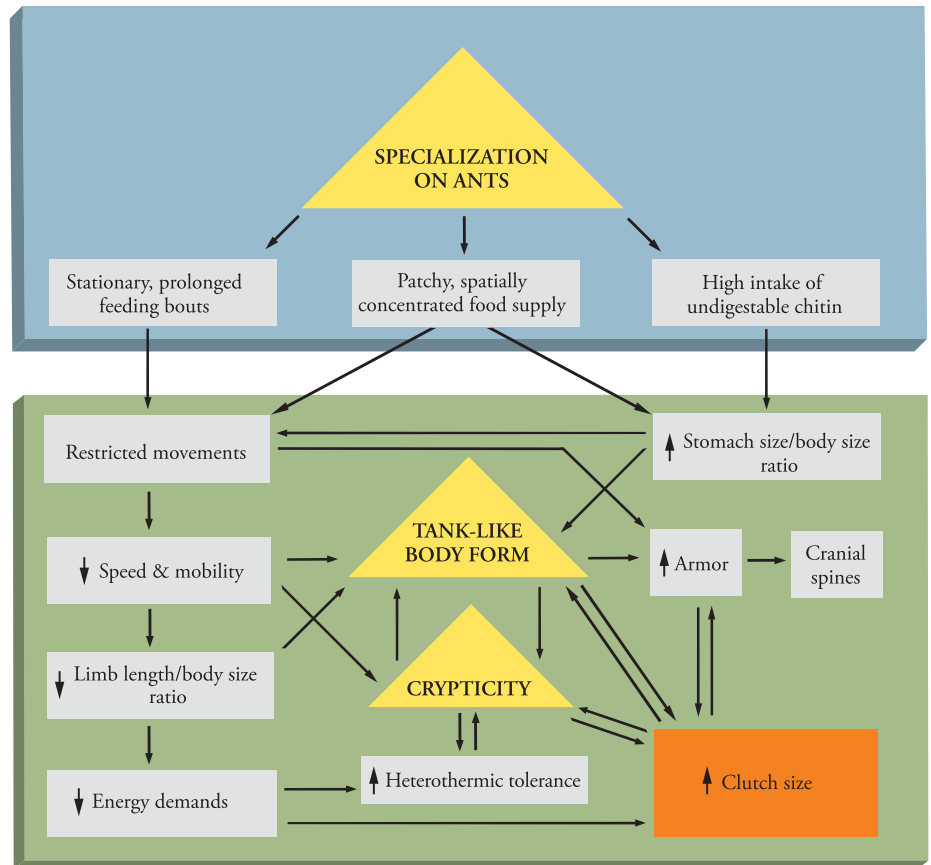 SPECIALIZATION
ON ANTS
Stationary, prolonged
feeding bouts
Patchy, spatially
concentrated food supply
High intake of
undigestable chitin
Restricted movements
Stomach size/body size
ratio
TANK-LIKE
BODY FORM
Speed & mobility
Armor
Cranial
spines
Limb length/body size
ratio
CRYPTICITY
Heterothermic tolerance
Energy demands
Clutch size